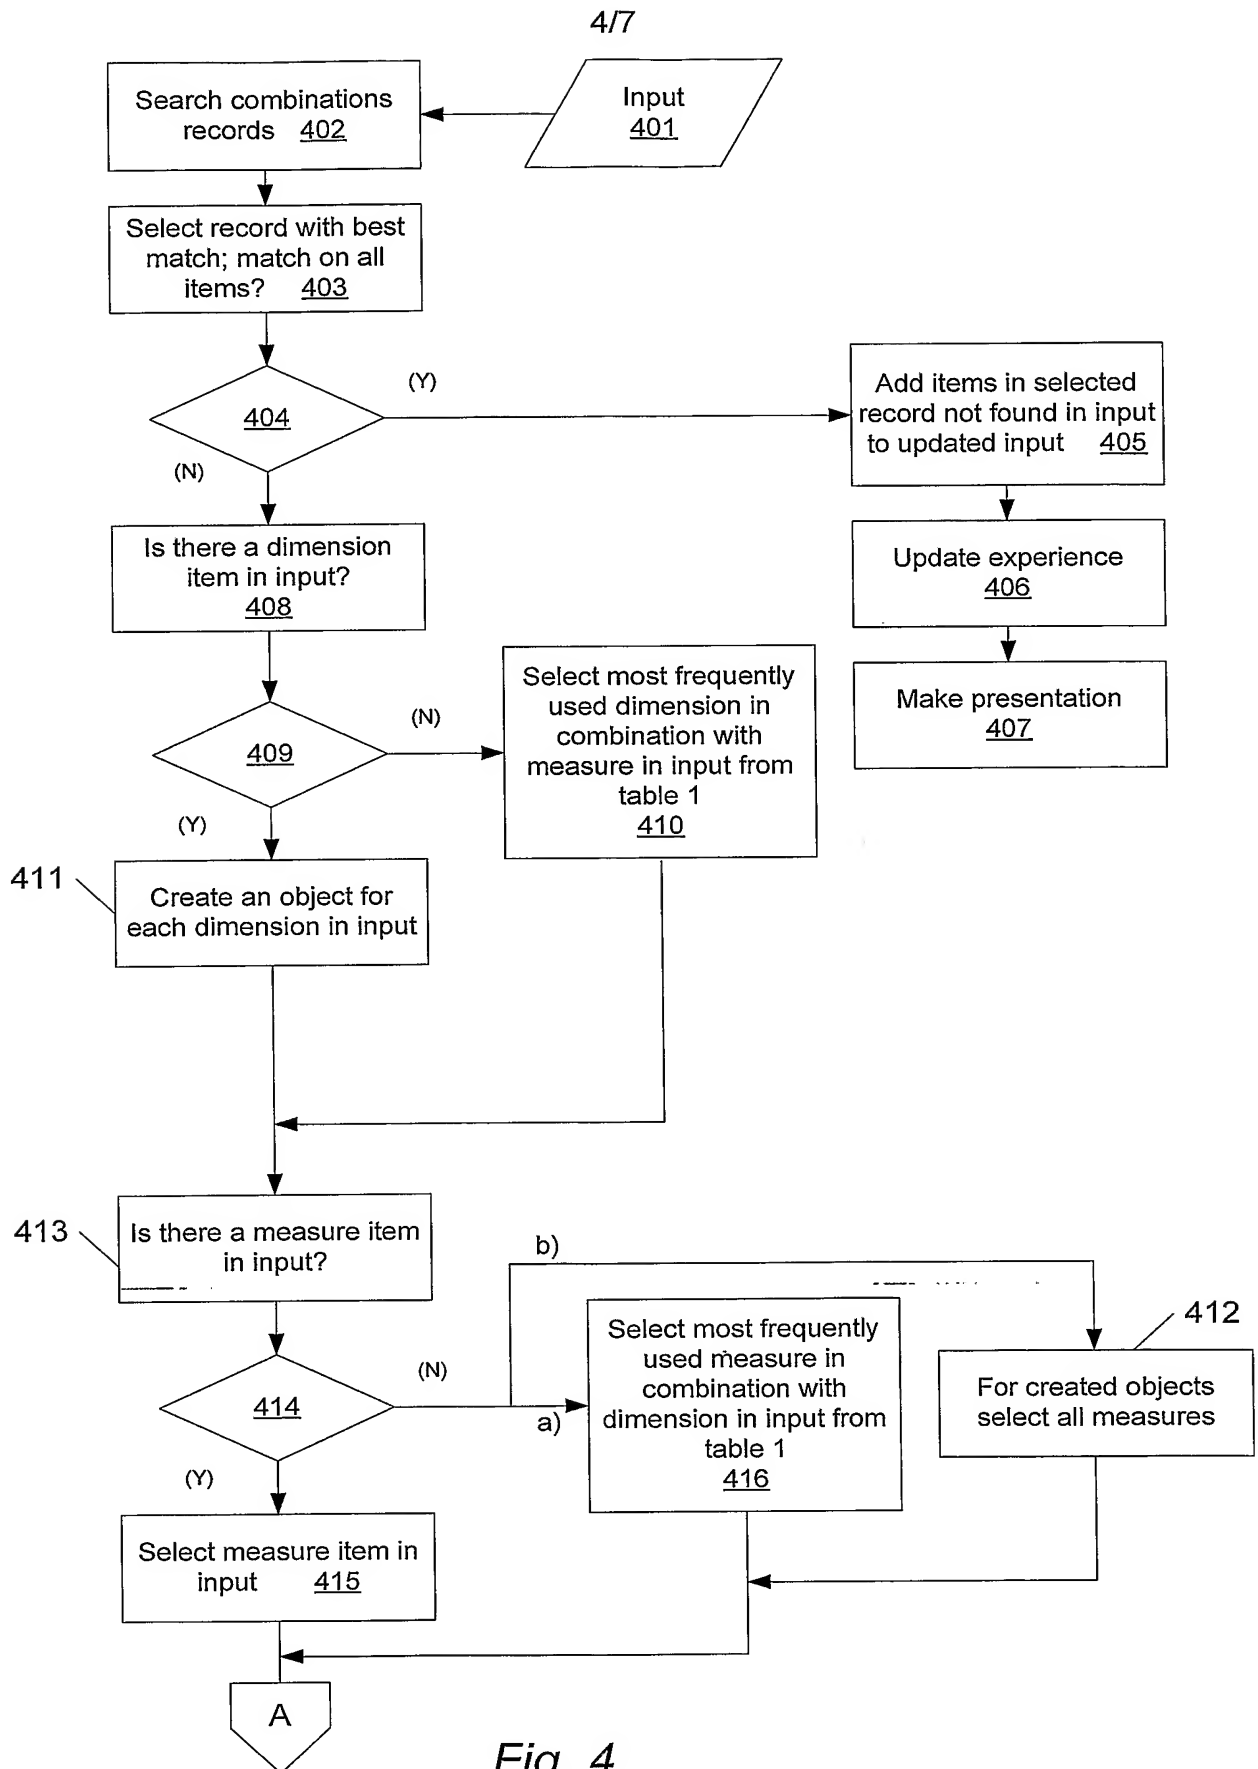 4/7
Input
401
Search combinations
records 402
Select record with best
match; match on all
items? 403
404
(Y)
(N)
Add items in selected
record not found in input
to updated input 405
Update experience
406
Make presentation
407
Is there a dimension
item in input?
408
409
(N)
(Y)
Select most frequently
used dimension in
combination with
measure in input from
table 1
410
411
Create an object for
each dimension in input
413
Is there a measure item
in input?
414
(N)
(Y)
b)
a)
Select most frequently
used measure in
combination with
dimension in input from
table 1
416
412
For created objects
select all measures
Select measure item in
input 415
A
Fig. 4